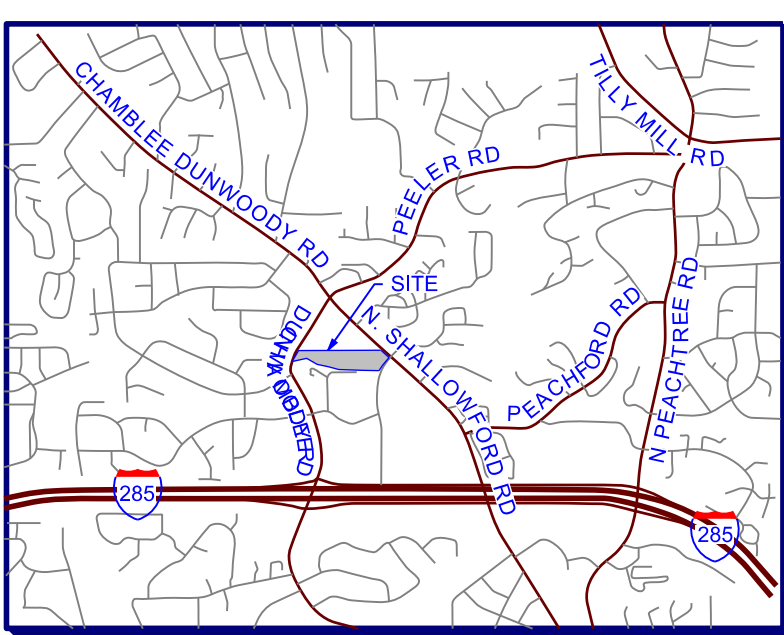 TILLY MILL RD
CHAMBLEE DUNWOODY RD
PEELER RD
SITE
N. SHALLOWFORD RD
PEACHFORD RD
N PEACHTREE RD
285
285